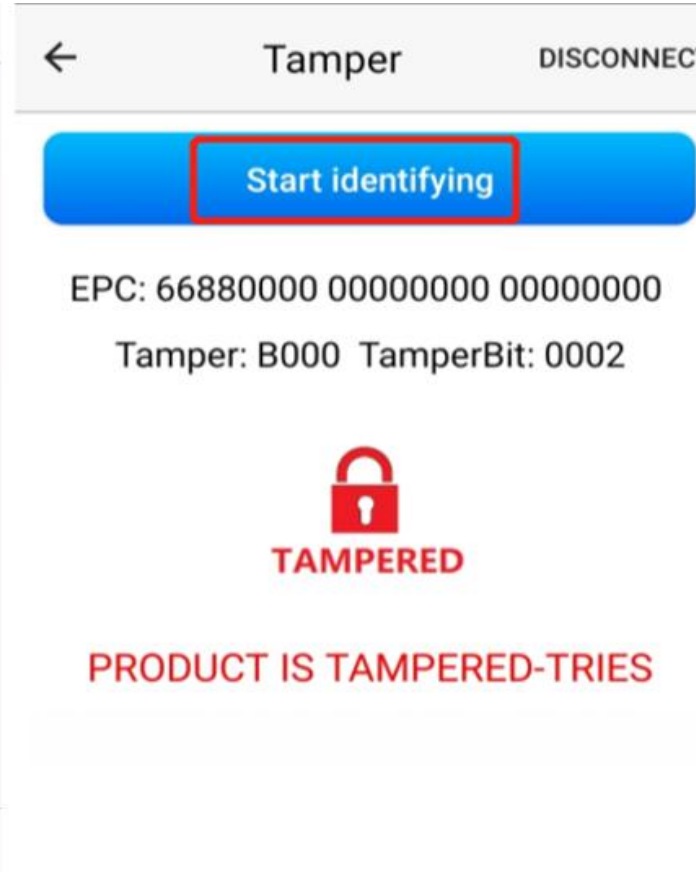 Tamper DISCONNEC
Start identifying
EPC: 66880000 00000000 00000000
Tamper: B000 TamperBit: 0002
TAMPERED
PRODUCT IS TAMPERED-TRIES